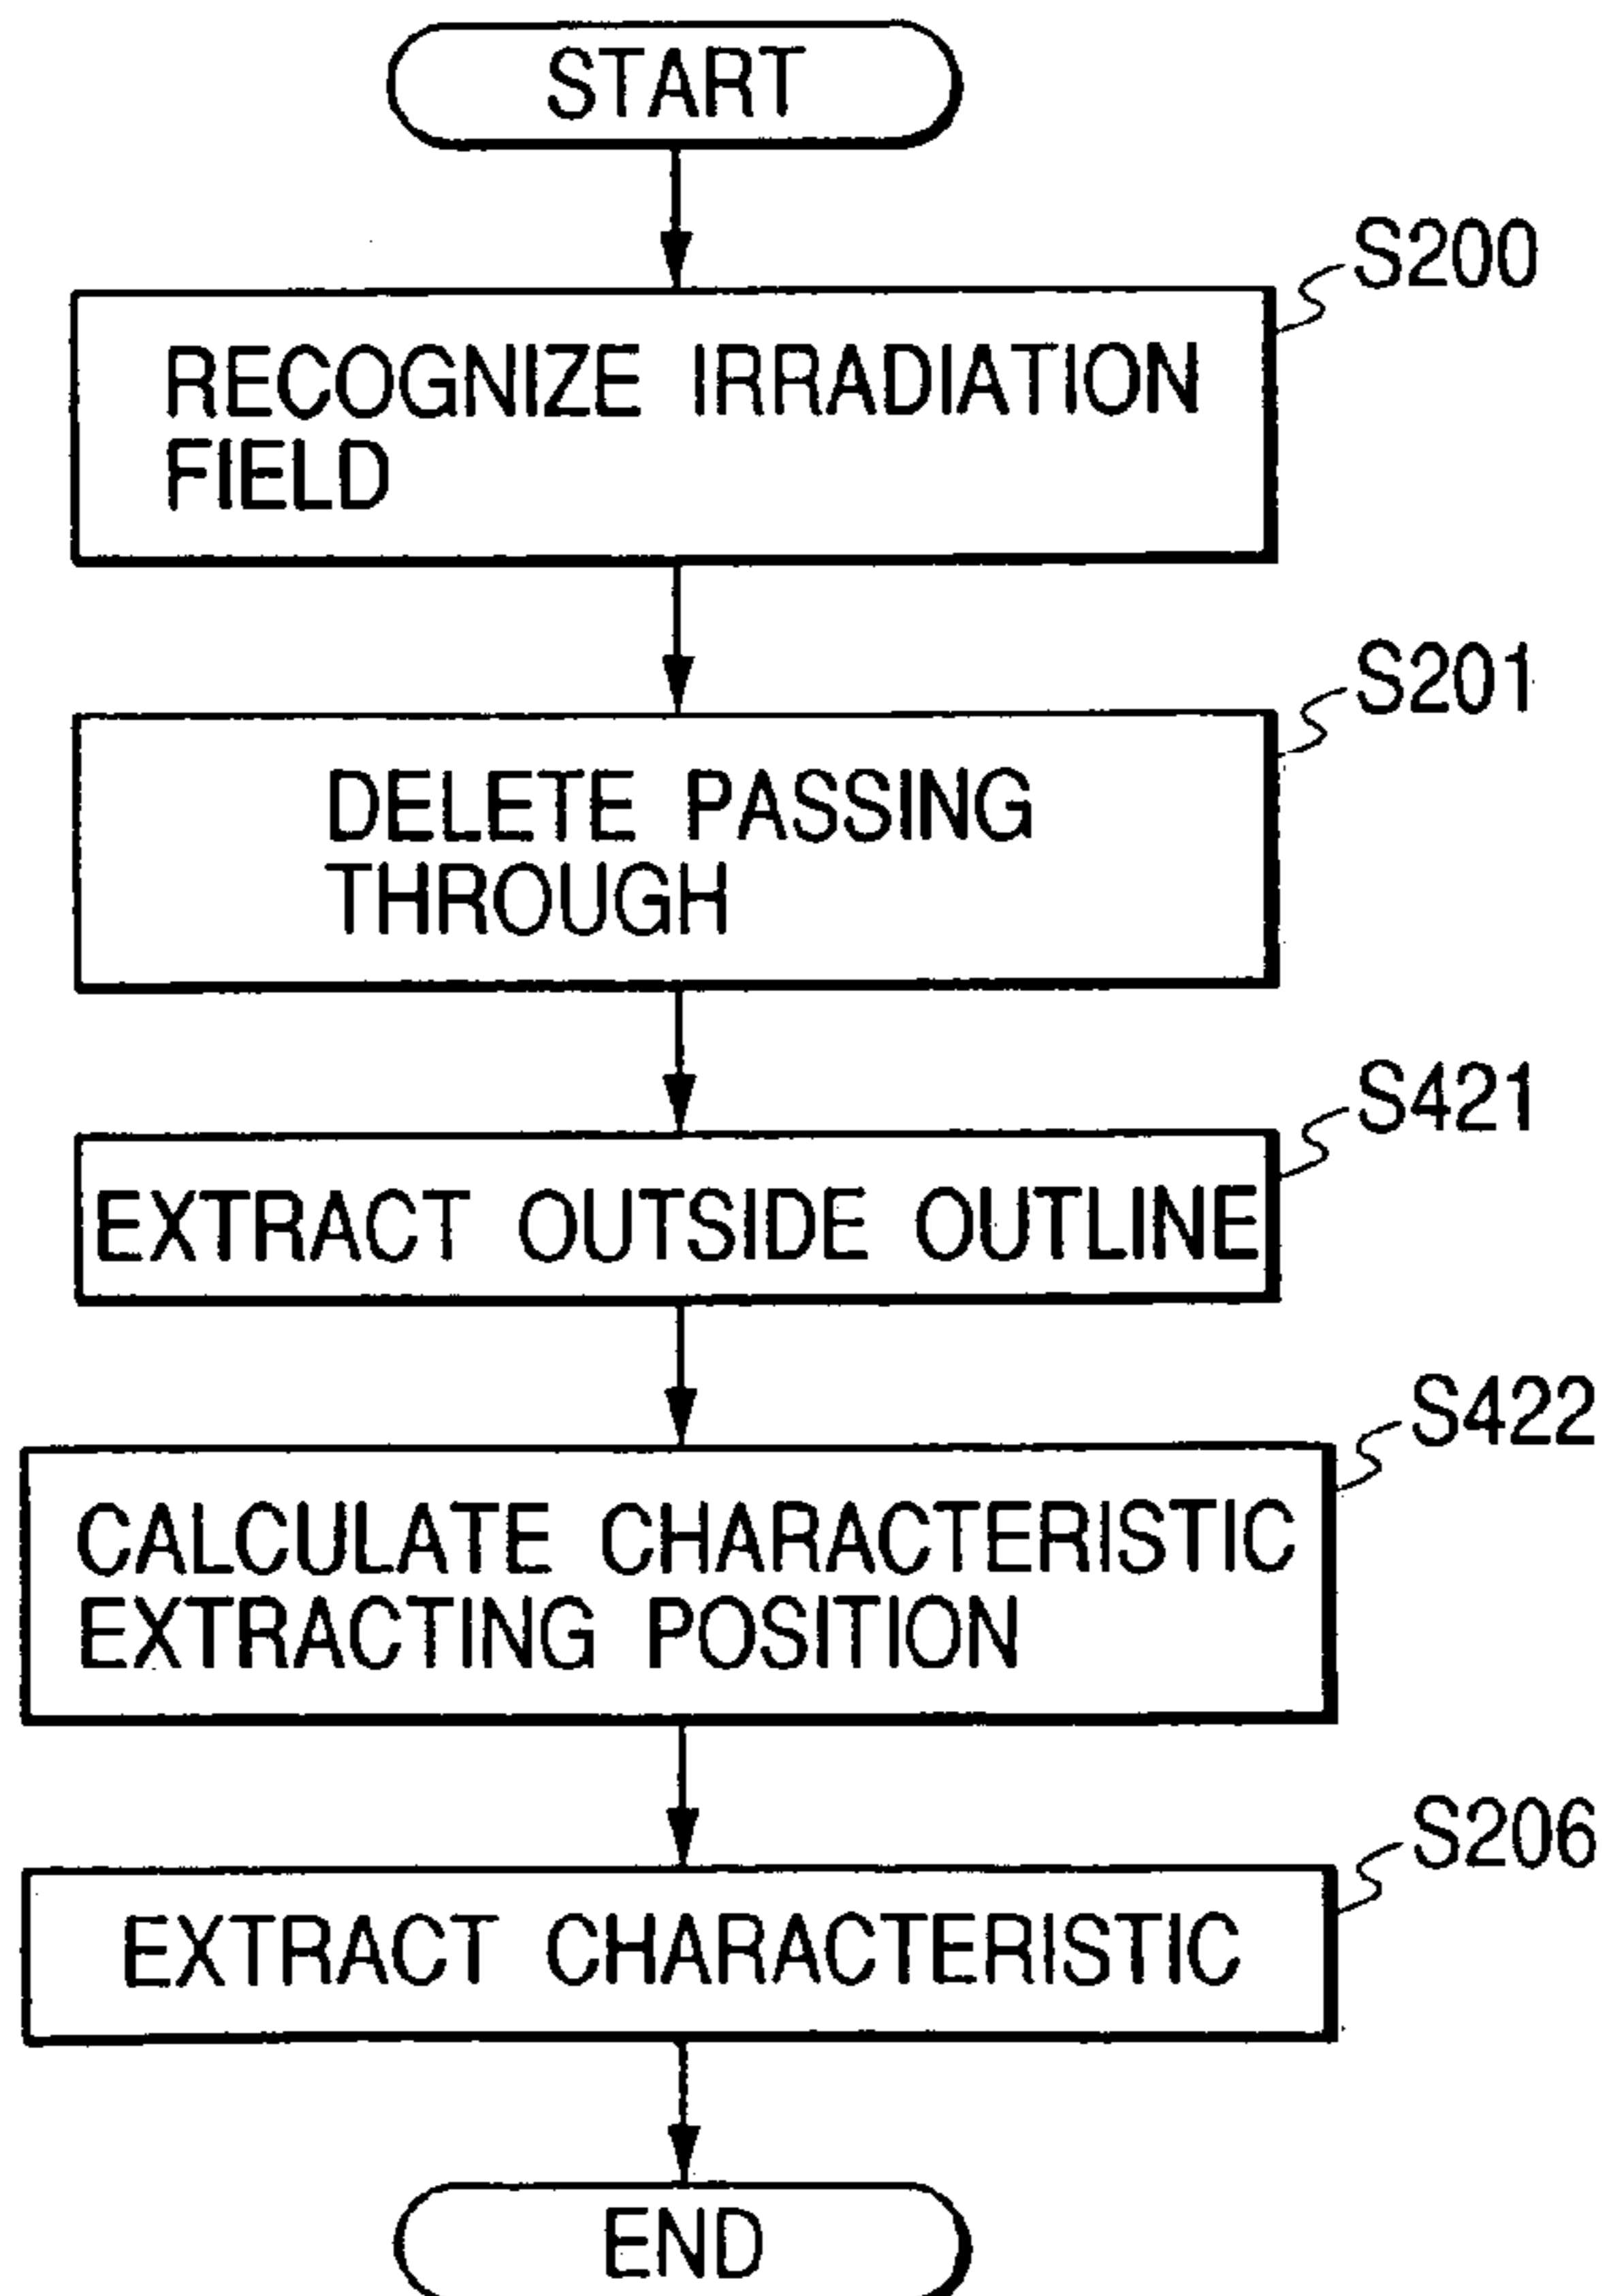 START
S200
RECOGNIZE IRRADIATION
FIELD
S201
DELETE PASSING
THROUGH
S421
EXTRACT OUTSIDE OUTLINE
S422
CALCULATE CHARACTERISTIC
EXTRACTING POSITION
S206
EXTRACT CHARACTERISTIC
END